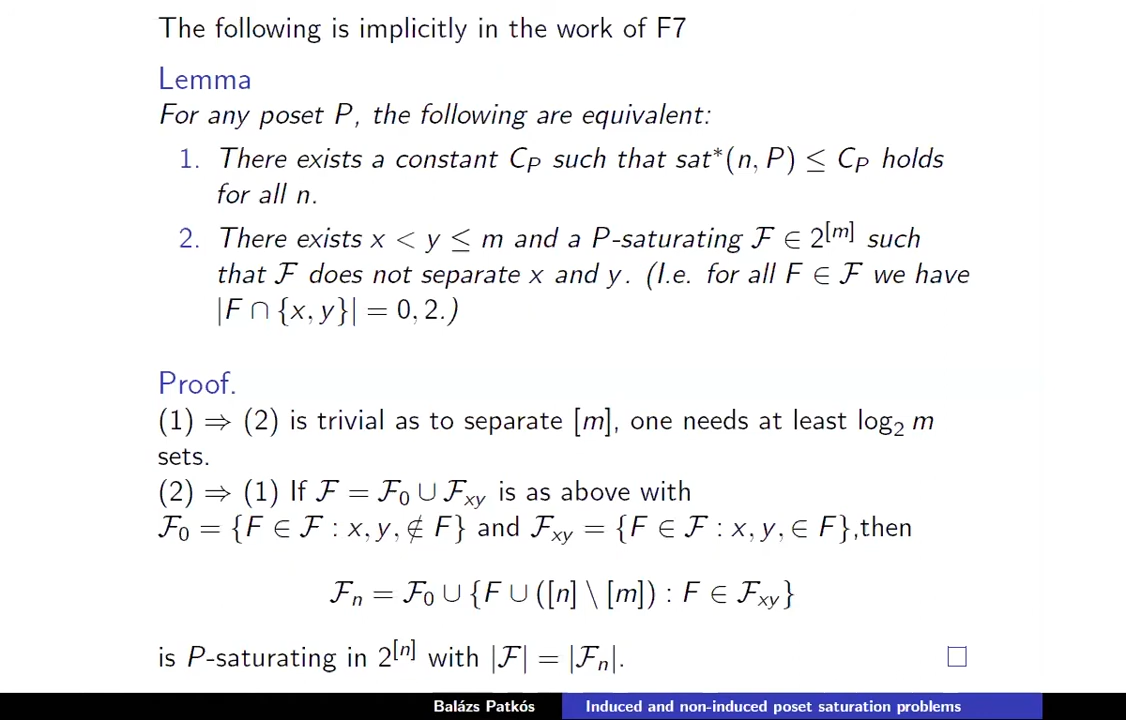 The following is implicitly in the work of F7
Lemma
For any poset P, the following are equivalent:
1. There exists a constant C_P such that sat*(n, P) ≤ C_P holds
for all n.
2. There exists x < y ≤ m and a P-saturating ℱ ∈ 2^[m] such
that ℱ does not separate x and y. (I.e. for all F ∈ ℱ we have
|F ∩ {x, y}| = 0, 2.)
Proof.
(1) ⇒ (2) is trivial as to separate [m], one needs at least log₂ m
sets.
(2) ⇒ (1) If ℱ = ℱ₀ ∪ ℱ_xy is as above with
ℱ₀ = {F ∈ ℱ : x, y, ∉ F} and ℱ_xy = {F ∈ ℱ : x, y, ∈ F},then
ℱ_n = ℱ₀ ∪ {F ∪ ([n] \ [m]) : F ∈ ℱ_xy}
is P-saturating in 2^[n] with |ℱ| = |ℱ_n|. □
Balázs Patkós Induced and non-induced poset saturation problems